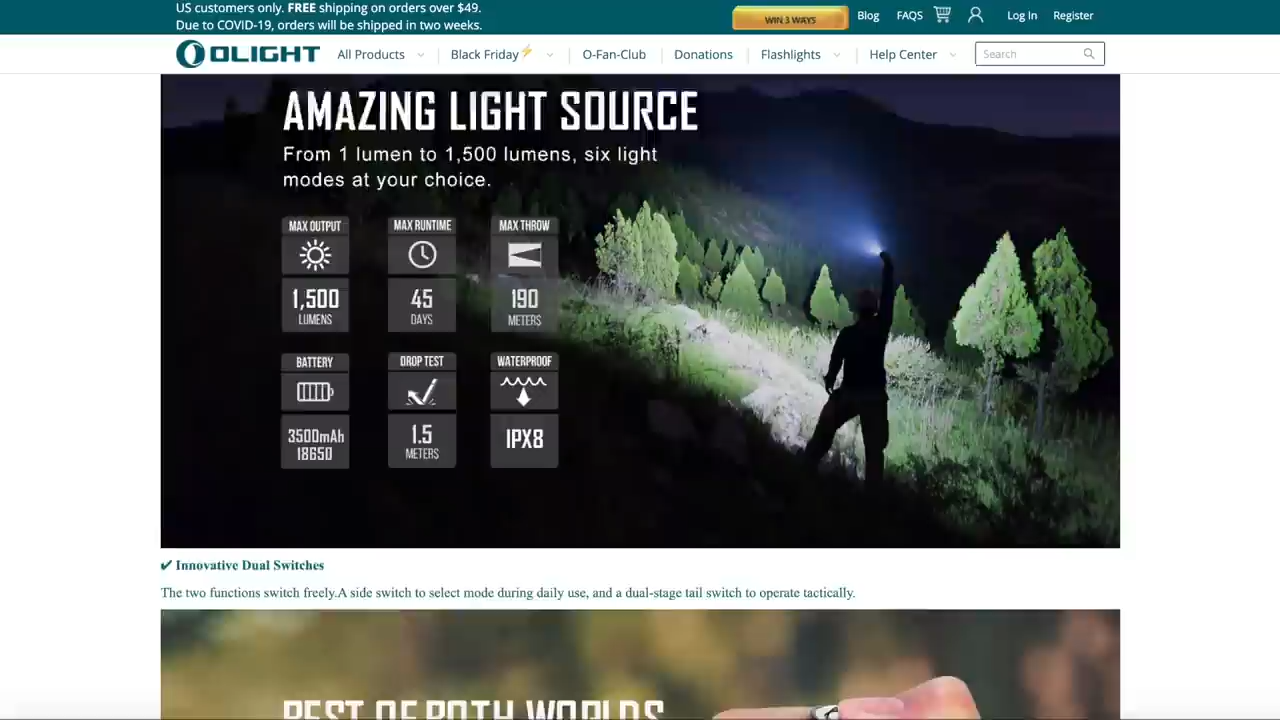 US customers only. FREE shipping on orders over $49.
Due to COVID-19, orders will be shipped in two weeks.
WIN 3 WAYS
Blog
FAQS
Log In
Register
OLIGHT
All Products
Black Friday⚡
O-Fan-Club
Donations
Flashlights
Help Center
Search
AMAZING LIGHT SOURCE
From 1 lumen to 1,500 lumens, six light
modes at your choice.
MAX OUTPUT
MAX RUNTIME
MAX THROW
1,500
LUMENS
45
DAYS
190
METERS
BATTERY
DROP TEST
WATERPROOF
3500mAh
18650
1.5
METERS
IPX8
✔ Innovative Dual Switches
The two functions switch freely.A side switch to select mode during daily use, and a dual-stage tail switch to operate tactically.
BEST OF BOTH WORLDS